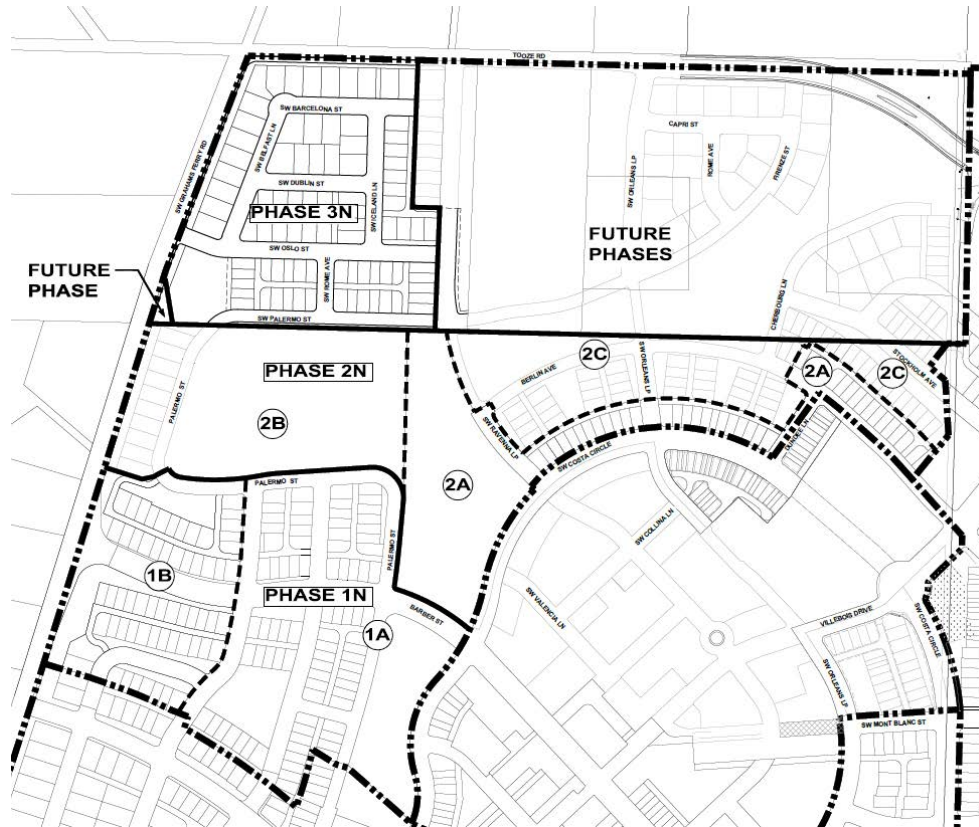 TOOZE RD
SW BARCELONA ST
SW BELFAST LN
SW GRAHAMS FERRY RD
SW DUBLIN ST
SW ICELAND LN
PHASE 3N
SW OSLO ST
SW ROME AVE
SW PALERMO ST
FUTURE
PHASE
CAPRI ST
ROME AVE
FIRENZE ST
SW ORLEANS LP
FUTURE
PHASES
CHERBOURG LN
STOCKHOLM AVE
2C
2A
2C
BERLIN AVE
SW ORLEANS LP
PHASE 2N
PALERMO ST
2B
SW RAVENNA LP
DUNDEE LN
SW COSTA CIRCLE
2A
PALERMO ST
PALERMO ST
SW COLLINA LN
1B
PHASE 1N
BARBER ST
1A
SW VALENCIA LN
VILLEBOIS DRIVE
SW COSTA CIRCLE
SW ORLEANS LP
SW MONT BLANC ST